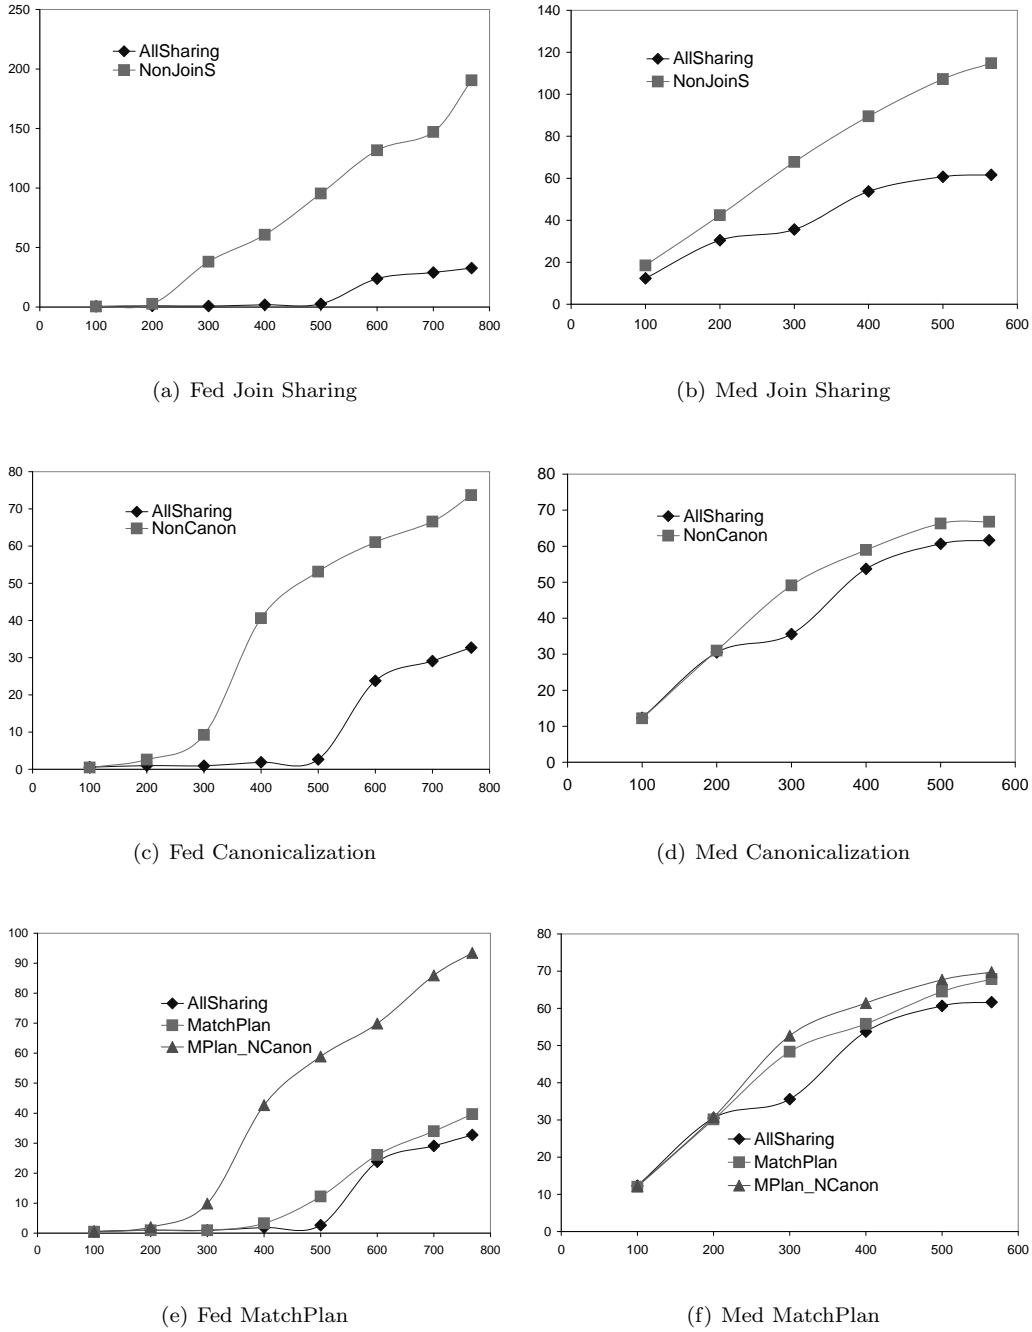 250
200
150
100
50
0
0 100 200 300 400 500 600 700 800
AllSharing
NonJoinS
(a) Fed Join Sharing
140
120
100
80
60
40
20
0
0 100 200 300 400 500 600
AllSharing
NonJoinS
(b) Med Join Sharing
80
70
60
50
40
30
20
10
0
0 100 200 300 400 500 600 700 800
AllSharing
NonCanon
(c) Fed Canonicalization
80
70
60
50
40
30
20
10
0
0 100 200 300 400 500 600
AllSharing
NonCanon
(d) Med Canonicalization
100
90
80
70
60
50
40
30
20
10
0
0 100 200 300 400 500 600 700 800
AllSharing
MatchPlan
MPlan_NCanon
(e) Fed MatchPlan
80
70
60
50
40
30
20
10
0
0 100 200 300 400 500 600
AllSharing
MatchPlan
MPlan_NCanon
(f) Med MatchPlan